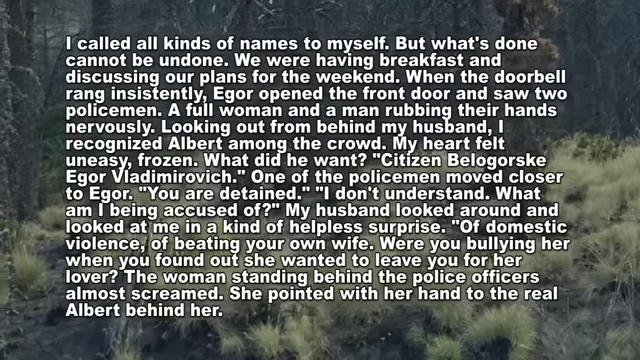 I called all kinds of names to myself. But what's done
cannot be undone. We were having breakfast and
discussing our plans for the weekend. When the doorbell
rang insistently, Egor opened the front door and saw two
policemen. A full woman and a man rubbing their hands
nervously. Looking out from behind my husband, I
recognized Albert among the crowd. My heart felt
uneasy, frozen. What did he want? "Citizen Belogorske
Egor Vladimirovich." One of the policemen moved closer
to Egor. "You are detained." "I don't understand. What
am I being accused of?" My husband looked around and
looked at me in a kind of helpless surprise. "Of domestic
violence, of beating your own wife. Were you bullying her
when you found out she wanted to leave you for her
lover? The woman standing behind the police officers
almost screamed. She pointed with her hand to the real
Albert behind her.